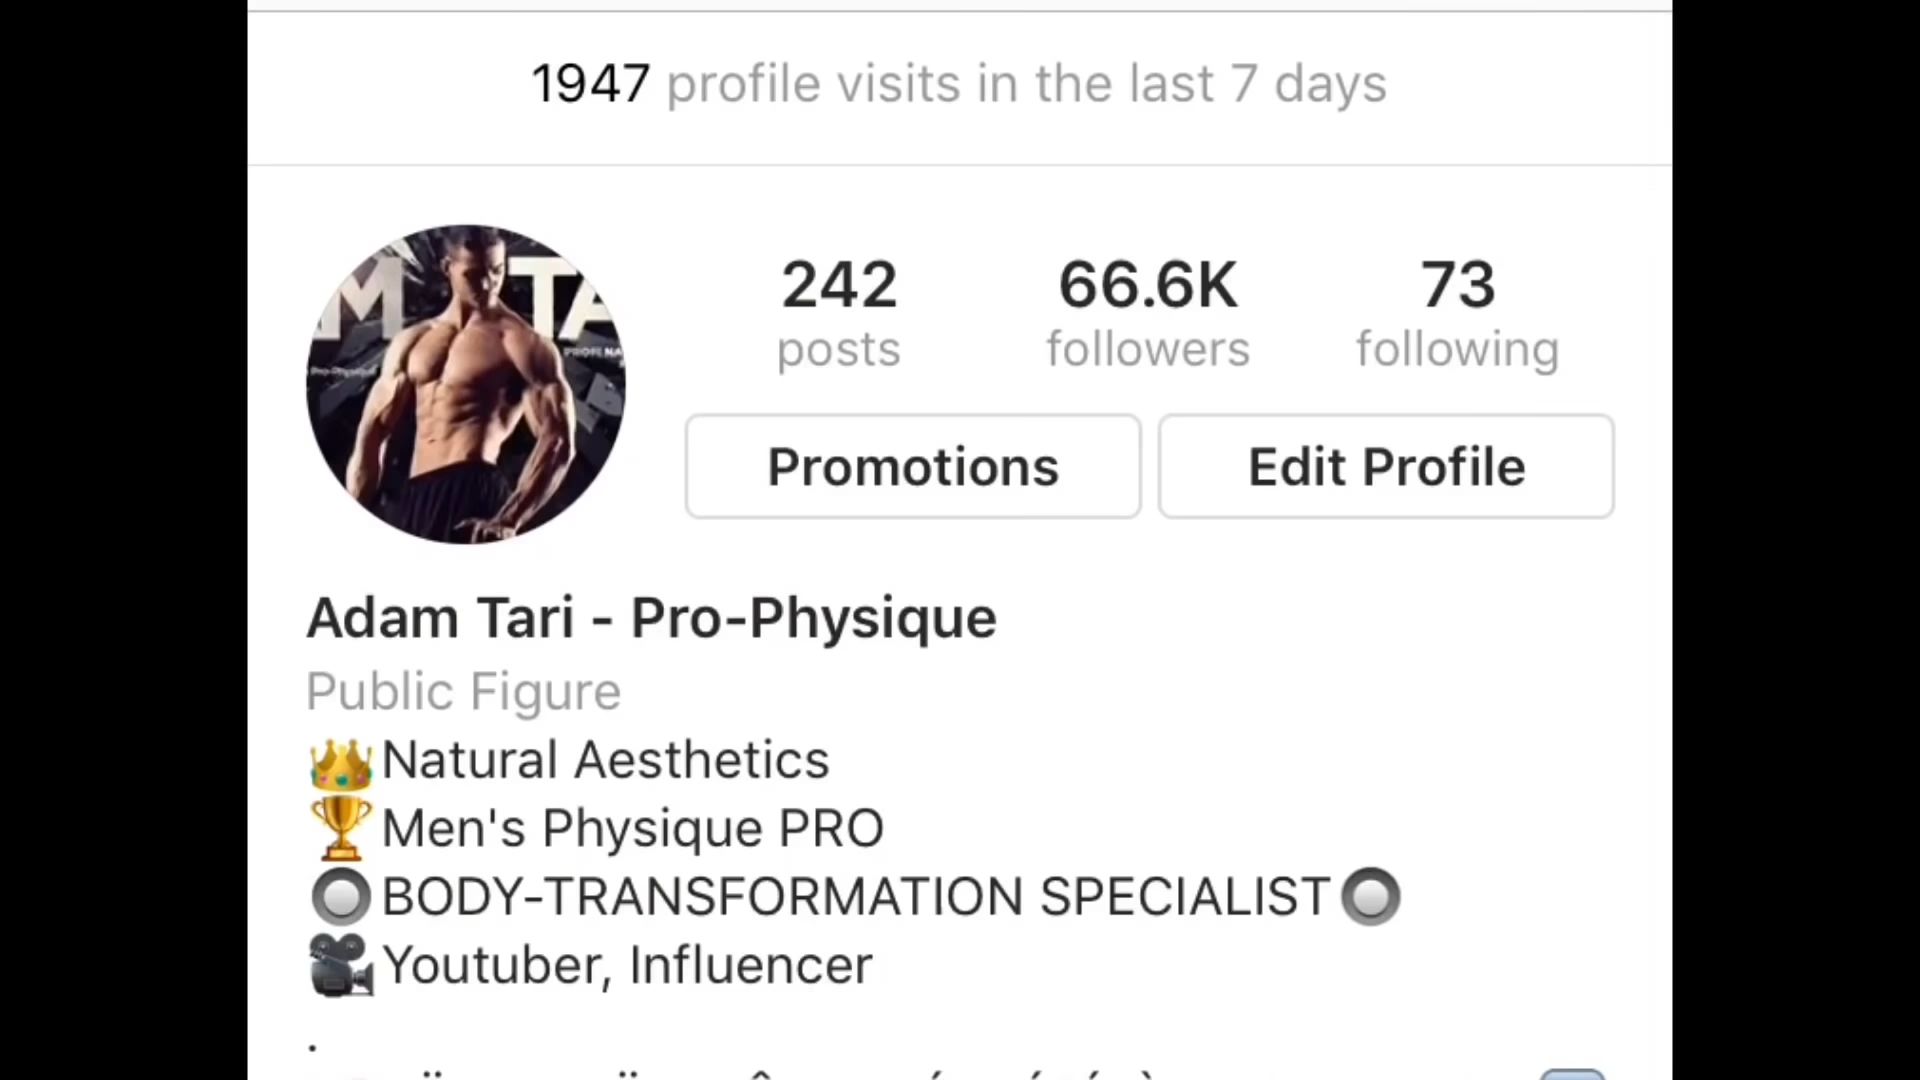 1947 profile visits in the last 7 days
242 66.6K 73
posts followers following
Promotions Edit Profile
Adam Tari - Pro-Physique
Public Figure
👑Natural Aesthetics
🏆Men's Physique PRO
🔘BODY-TRANSFORMATION SPECIALIST🔘
🎥Youtuber, Influencer
.